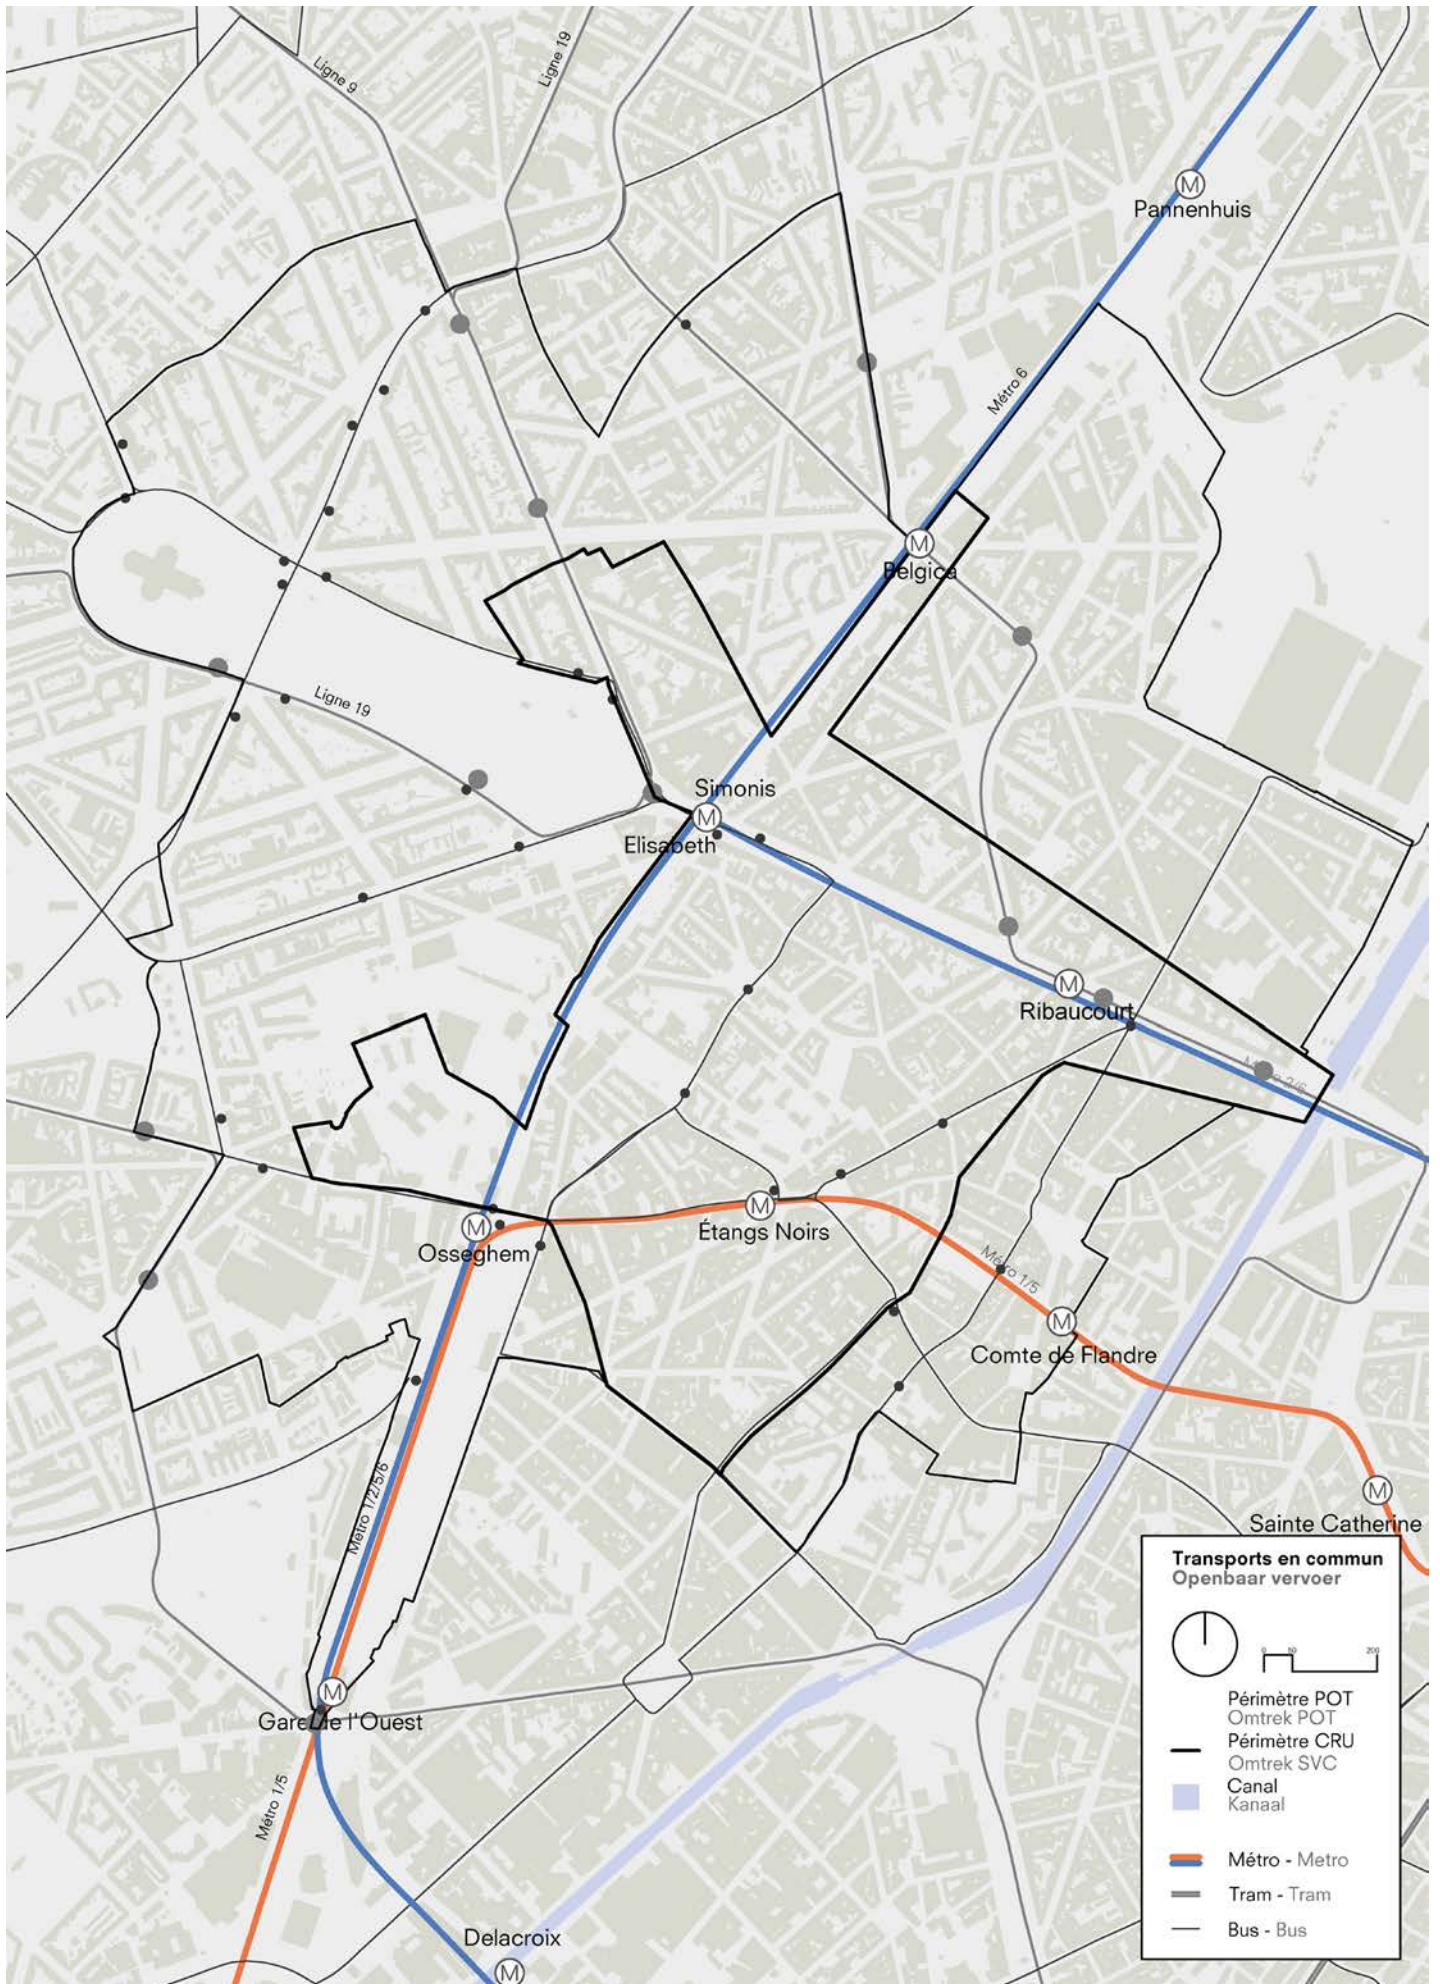 Ligne 9
Ligne 19
M
Pannenhuis
Métro 6
M
Belgica
Ligne 19
Simonis
M
Elisabeth
M
Ribaucourt
Métro 2/6
M
Étangs Noirs
M
Osseghem
Métro 1/5
M
Comte de Flandre
Métro 1/2/5/6
M
Sainte Catherine
M
Gare de l'Ouest
Métro 1/5
Delacroix
M
Transports en commun
Openbaar vervoer
0 50 200
Périmètre POT
Omtrek POT
Périmètre CRU
Omtrek SVC
Canal
Kanaal
Métro - Metro
Tram - Tram
Bus - Bus